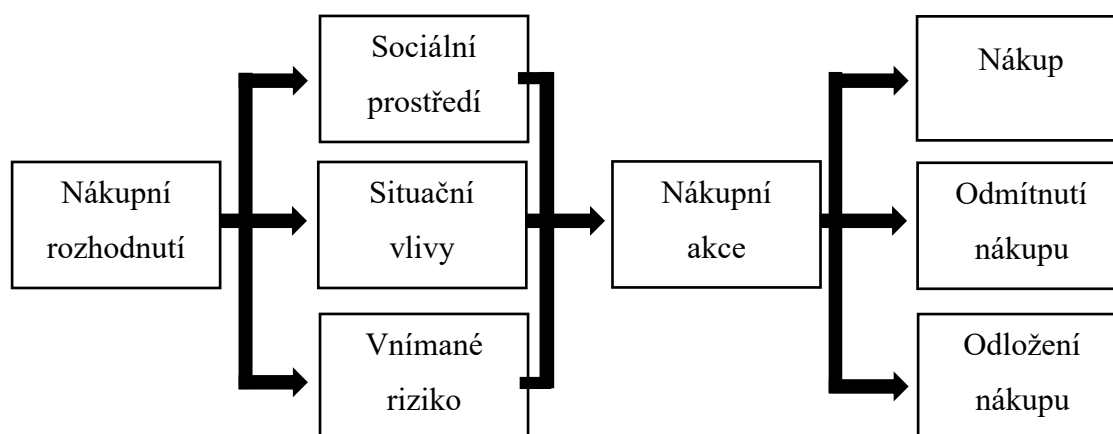 Nákupní
rozhodnutí
Sociální
prostředí
Situační
vlivy
Vnímané
riziko
Nákupní
akce
Nákup
Odmítnutí
nákupu
Odložení
nákupu